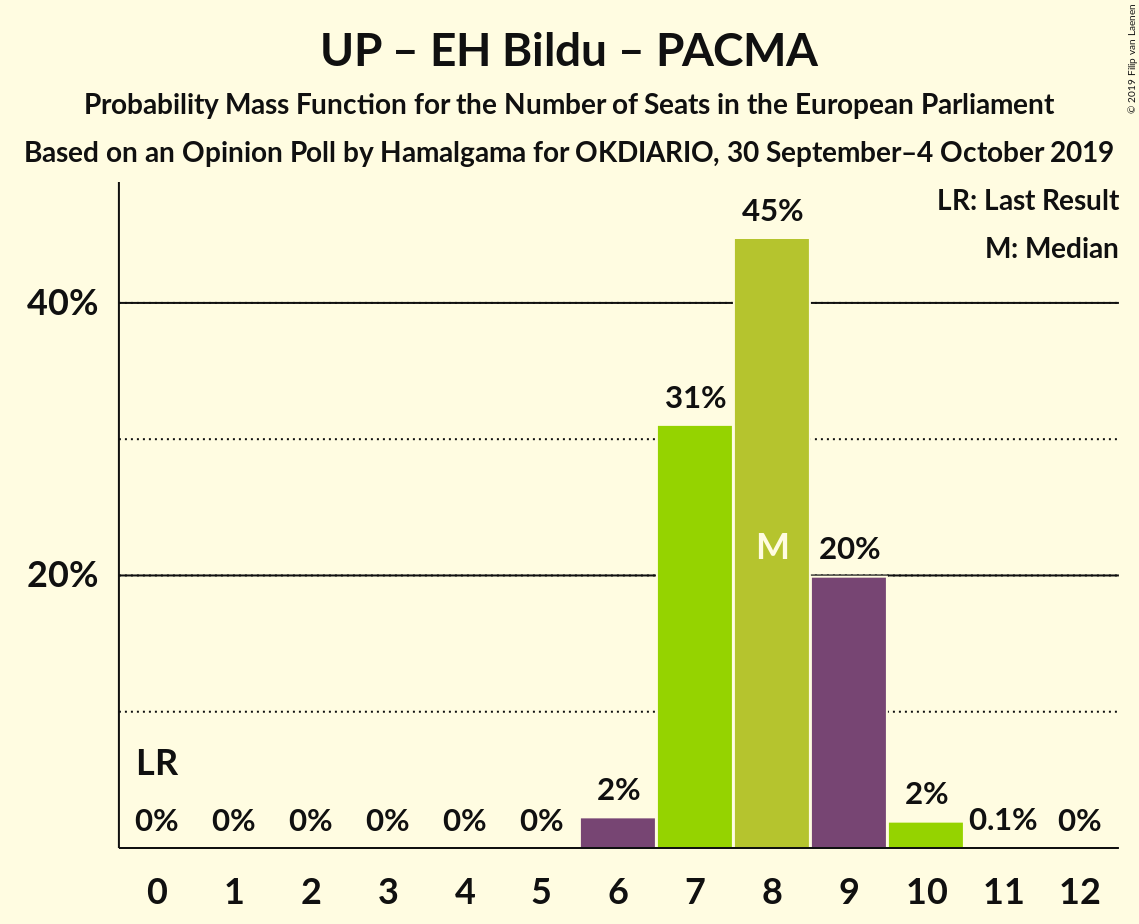 UP – EH Bildu – PACMA
Probability Mass Function for the Number of Seats in the European Parliament
Based on an Opinion Poll by Hamalgama for OKDIARIO, 30 September–4 October 2019
© 2019 Filip van Laenen
LR: Last Result
M: Median
45%
40%
31%
M
20%
20%
LR
0% 0% 0% 0% 0% 0% 2% 2% 0.1% 0%
0 1 2 3 4 5 6 7 8 9 10 11 12